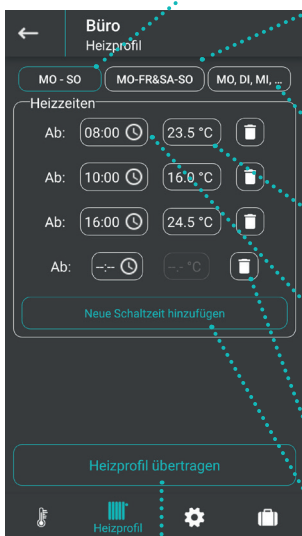 Büro
Heizprofil
MO - SO MO-FR&SA-SO MO, DI, MI, ...
Heizzeiten
Ab: 08:00 23.5 °C
Ab: 10:00 16.0 °C
Ab: 16:00 24.5 °C
Ab: --:-- --.- °C
Neue Schaltzeit hinzufügen
Heizprofil übertragen
Heizprofil